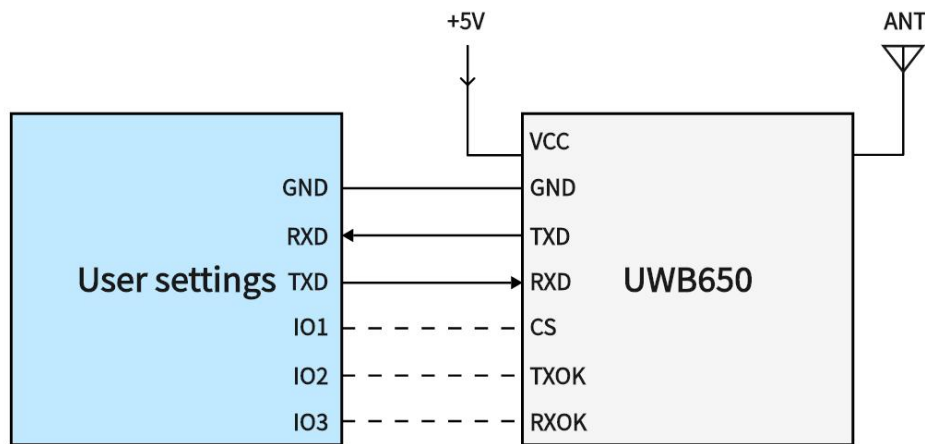 +5V
ANT
VCC
GND
GND
RXD
TXD
User settings
TXD
RXD
UWB650
IO1
CS
IO2
TXOK
IO3
RXOK